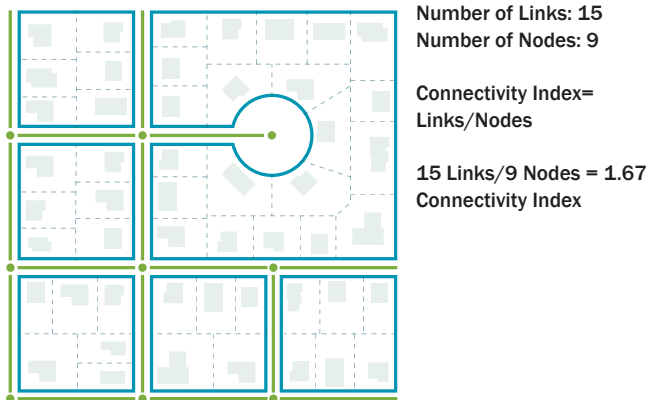 Number of Links: 15
Number of Nodes: 9
Connectivity Index=
Links/Nodes
15 Links/9 Nodes = 1.67
Connectivity Index